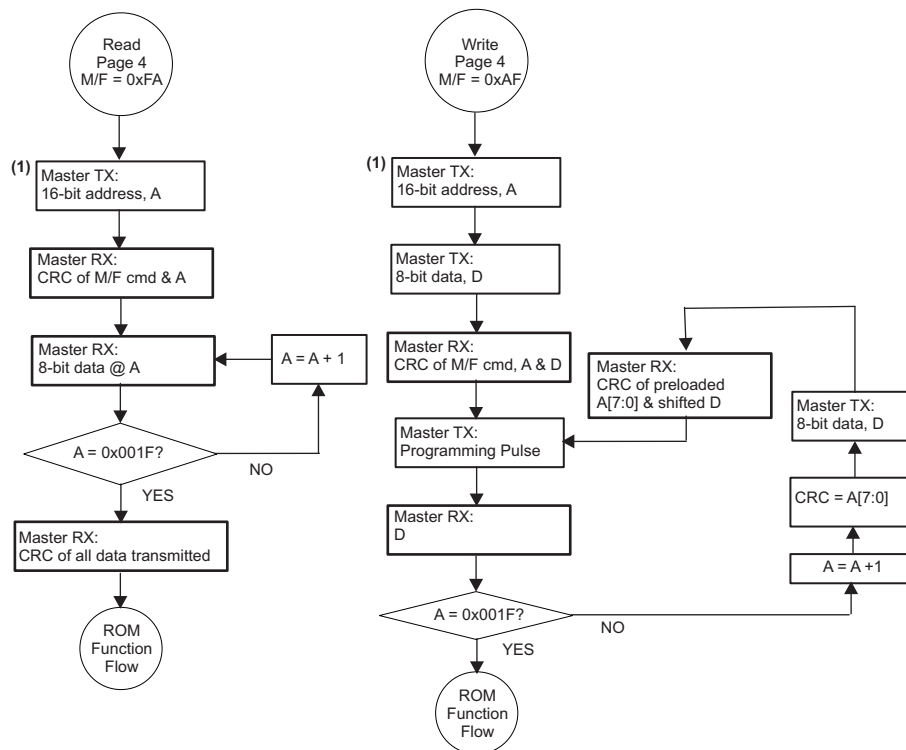 Read
Page 4
M/F = 0xFA
(1)
Master TX:
16-bit address, A
Master RX:
CRC of M/F cmd & A
Master RX:
8-bit data @ A
A = A + 1
A = 0x001F?
NO
YES
Master RX:
CRC of all data transmitted
ROM
Function
Flow
Write
Page 4
M/F = 0xAF
(1)
Master TX:
16-bit address, A
Master TX:
8-bit data, D
Master RX:
CRC of M/F cmd, A & D
Master TX:
Programming Pulse
Master RX:
D
A = 0x001F?
NO
YES
ROM
Function
Flow
A = A +1
CRC = A[7:0]
Master TX:
8-bit data, D
Master RX:
CRC of preloaded
A[7:0] & shifted D